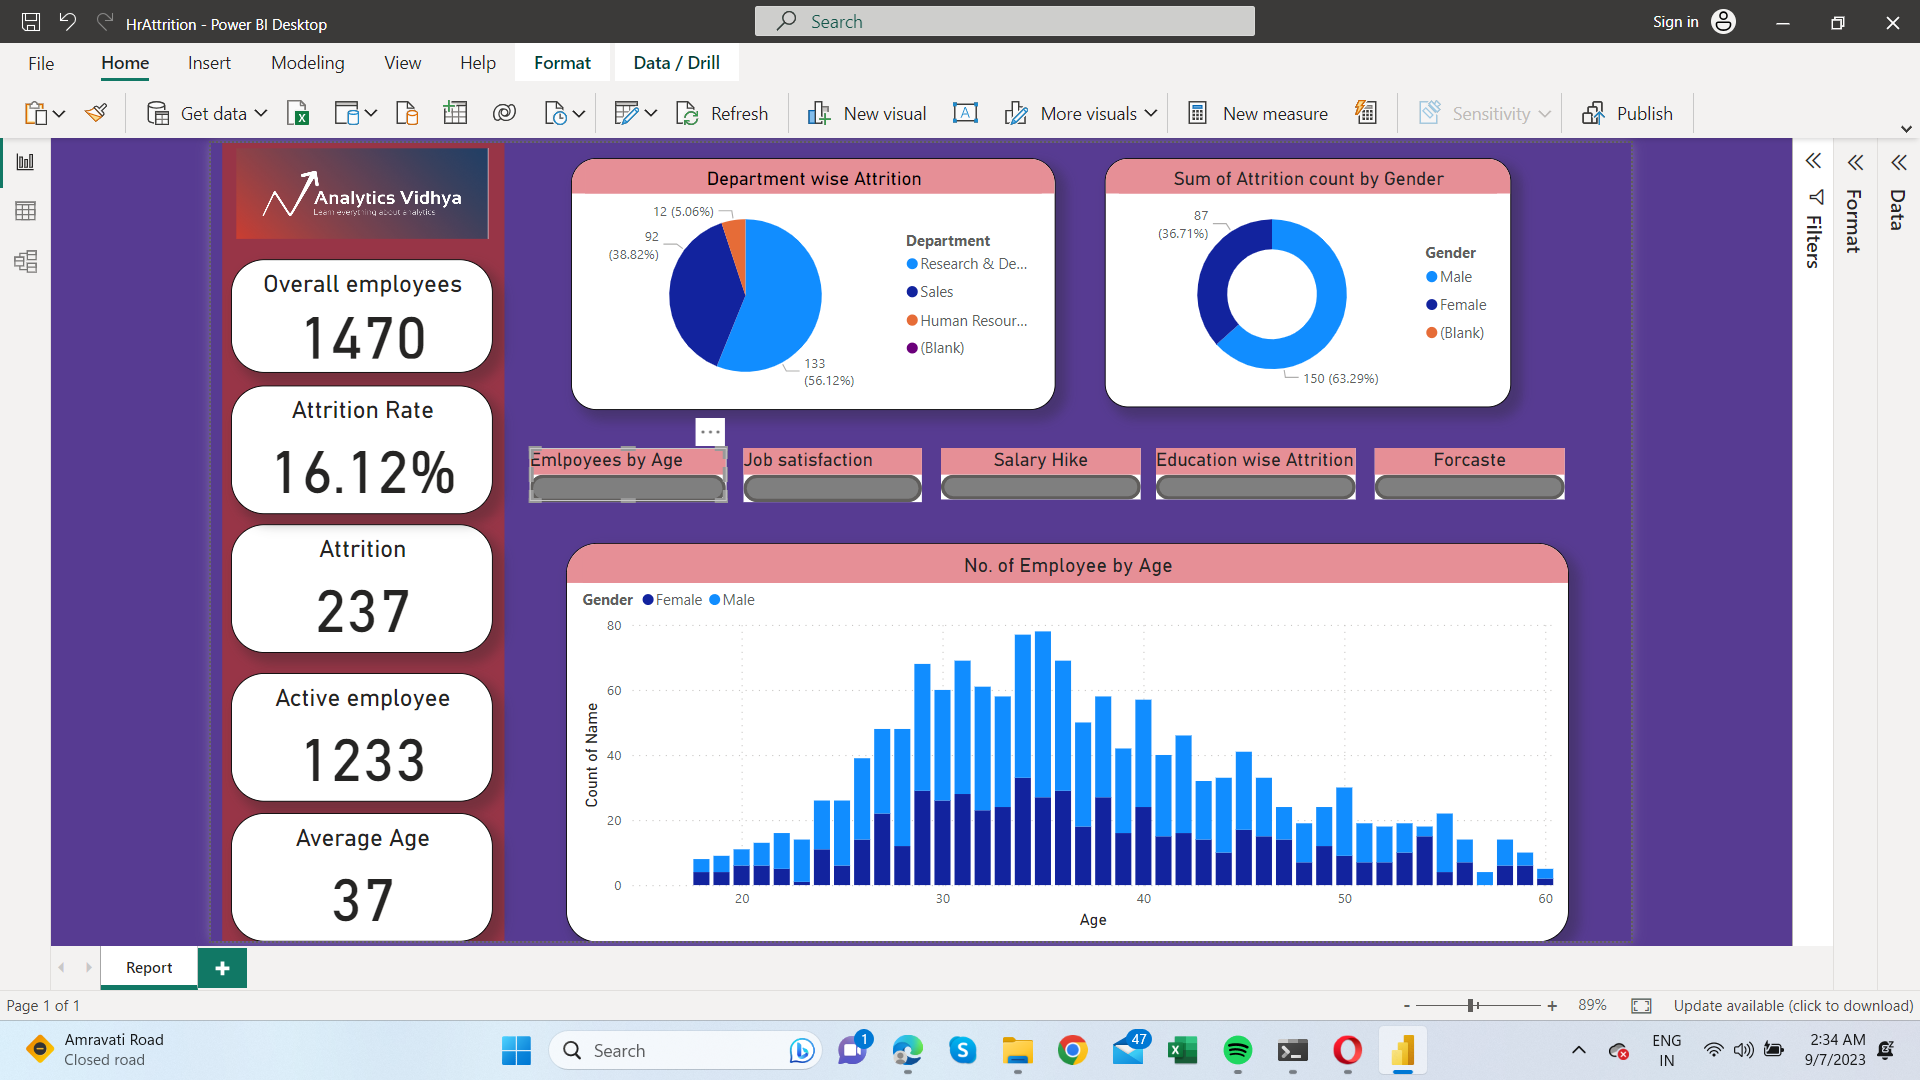 HrAttrition - Power BI Desktop
Search
Sign in
File Home Insert Modeling View Help Format Data / Drill
Get data
Refresh
New visual
A
More visuals
New measure
Sensitivity
Publish
Analytics Vidhya
Learn everything about analytics
Overall employees
1470
Attrition Rate
16.12%
Attrition
237
Active employee
1233
Average Age
37
Department wise Attrition
12 (5.06%)
92
(38.82%)
133
(56.12%)
Department
Research & De...
Sales
Human Resour...
(Blank)
Sum of Attrition count by Gender
87
(36.71%)
150 (63.29%)
Gender
Male
Female
(Blank)
Emlpoyees by Age
Job satisfaction
Salary Hike
Education wise Attrition
Forcaste
No. of Employee by Age
Gender Female Male
80
60
40
20
0
Count of Name
20 30 40 50 60
Age
Filters
Format
Data
Report
Page 1 of 1
- + 89%
Update available (click to download)
Amravati Road
Closed road
Search
1
47
ENG
IN
2:34 AM
9/7/2023